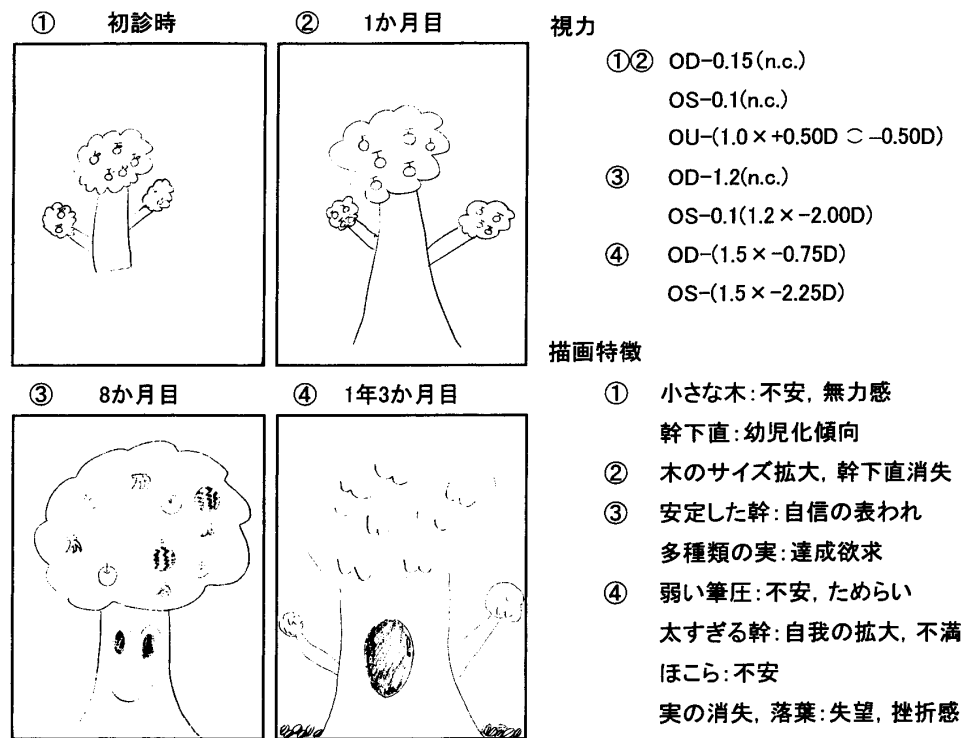 ① 初診時
② 1か月目
③ 8か月目
④ 1年3か月目
視力
①② OD-0.15(n.c.)
OS-0.1(n.c.)
OU-(1.0×+0.50D ⊃ -0.50D)
③ OD-1.2(n.c.)
OS-0.1(1.2×-2.00D)
④ OD-(1.5×-0.75D)
OS-(1.5×-2.25D)
描画特徴
① 小さな木:不安, 無力感
幹下直:幼児化傾向
② 木のサイズ拡大, 幹下直消失
③ 安定した幹:自信の表われ
多種類の実:達成欲求
④ 弱い筆圧:不安, ためらい
太すぎる幹:自我の拡大, 不満
ほこら:不安
実の消失, 落葉:失望, 挫折感